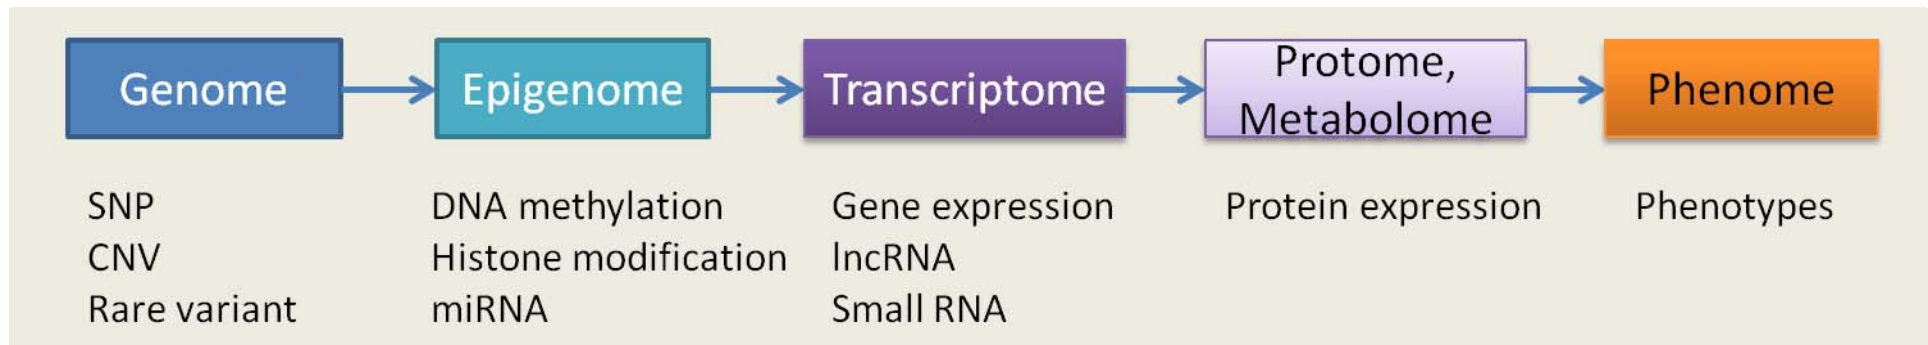 Genome
Epigenome
Transcriptome
Protome,
Metabolome
Phenome
SNP
CNV
Rare variant
DNA methylation
Histone modification
miRNA
Gene expression
lncRNA
Small RNA
Protein expression
Phenotypes